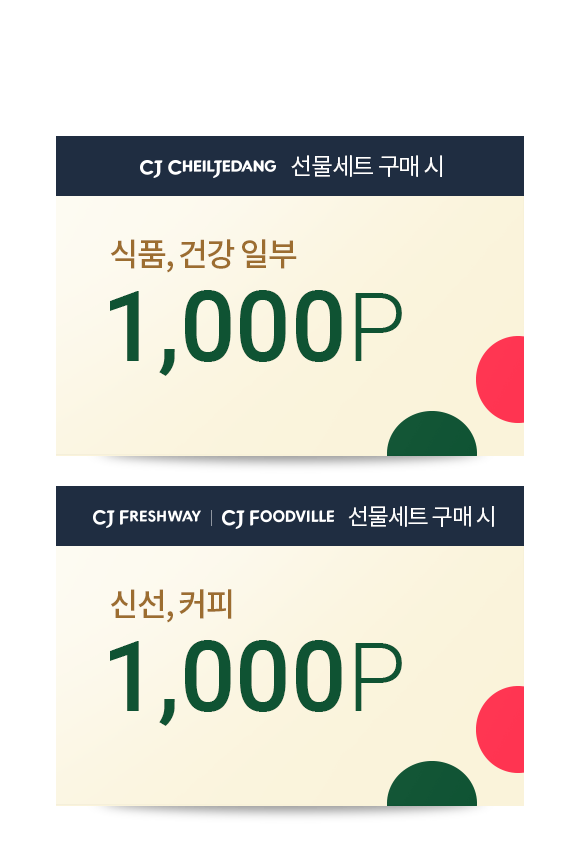 CJ CHEILJEDANG 선물세트 구매 시
식품, 건강 일부
1,000P
CJ FRESHWAY | CJ FOODVILLE 선물세트 구매 시
신선, 커피
1,000P